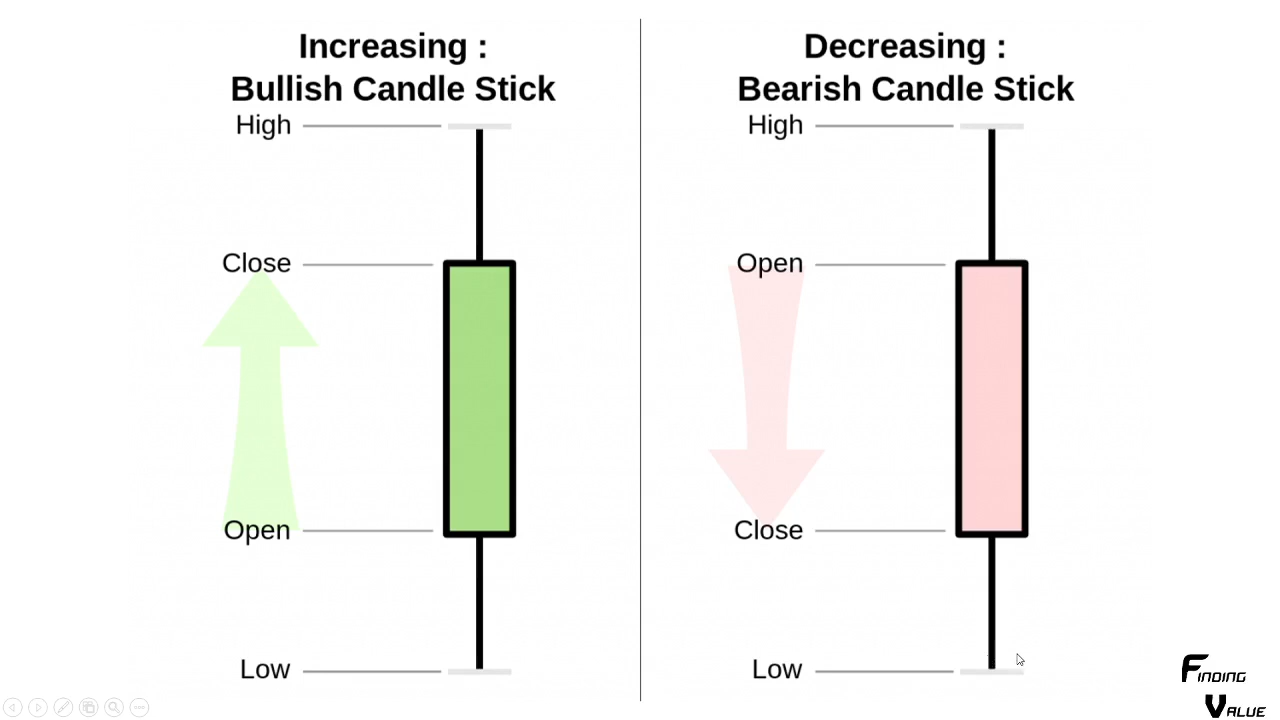 Increasing :
Bullish Candle Stick
High
Close
Open
Low
Decreasing :
Bearish Candle Stick
High
Open
Close
Low
Finding
Value